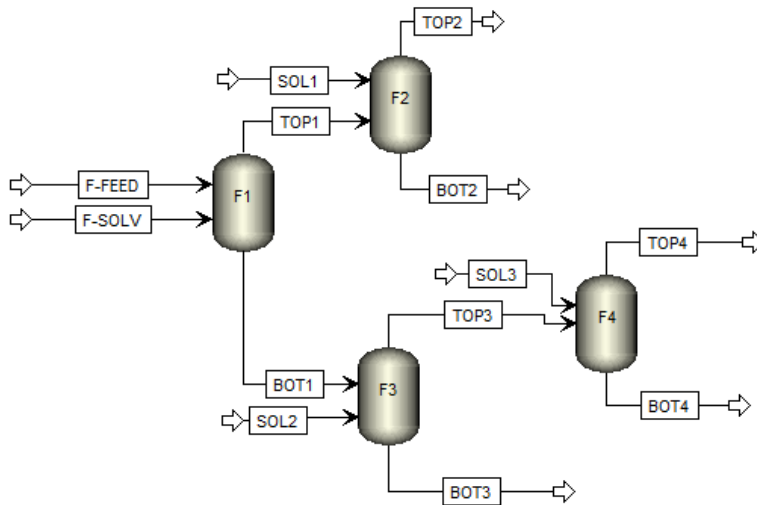 TOP2
SOL1
F2
TOP1
F-FEED
F1
BOT2
F-SOLV
TOP4
SOL3
TOP3
F4
BOT1
F3
SOL2
BOT4
BOT3